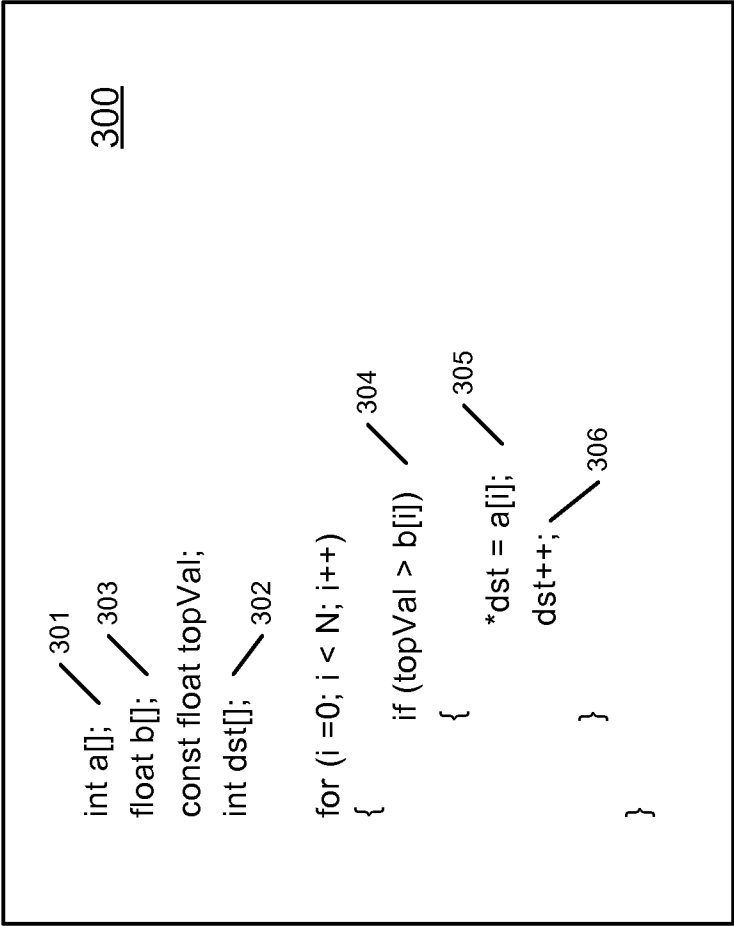 300
int a[]; 301
float b[]; 303
const float topVal;
int dst[]; 302
for (i =0; i < N; i++)
{
if (topVal > b[i]) 304
{
*dst = a[i]; 305
dst++; 306
}
}